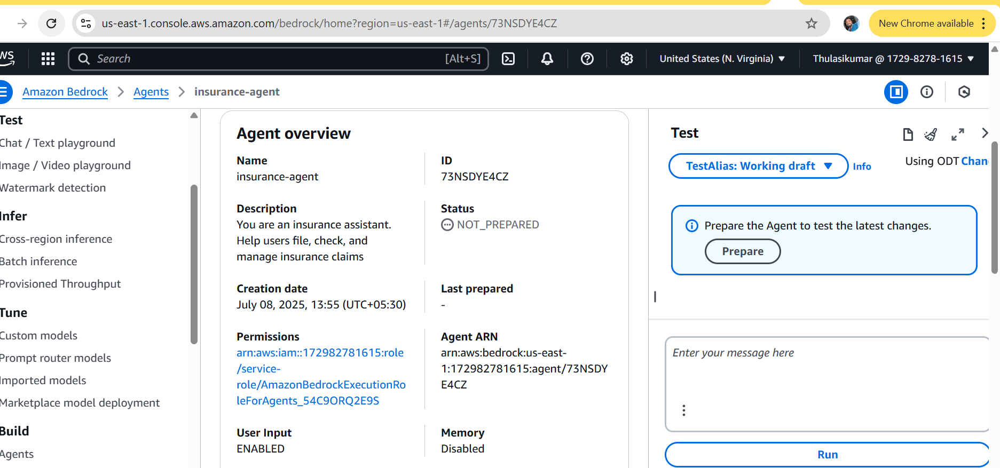 us-east-1.console.aws.amazon.com/bedrock/home?region=us-east-1#/agents/73NSDYE4CZ
New Chrome available
Search
[Alt+S]
United States (N. Virginia)
Thulasikumar @ 1729-8278-1615
Amazon Bedrock
Agents
insurance-agent
Test
Chat / Text playground
Image / Video playground
Watermark detection
Infer
Cross-region inference
Batch inference
Provisioned Throughput
Tune
Custom models
Prompt router models
Imported models
Marketplace model deployment
Build
Agents
Agent overview
Name
insurance-agent
ID
73NSDYE4CZ
Description
You are an insurance assistant.
Help users file, check, and
manage insurance claims
Status
NOT_PREPARED
Creation date
July 08, 2025, 13:55 (UTC+05:30)
Last prepared
-
Permissions
arn:aws:iam::172982781615:role
/service-
role/AmazonBedrockExecutionRo
leForAgents_54C9ORQ2E9S
Agent ARN
arn:aws:bedrock:us-east-
1:172982781615:agent/73NSDY
E4CZ
User Input
ENABLED
Memory
Disabled
Test
TestAlias: Working draft
Info
Using ODT Chan
Prepare the Agent to test the latest changes.
Prepare
Enter your message here
Run